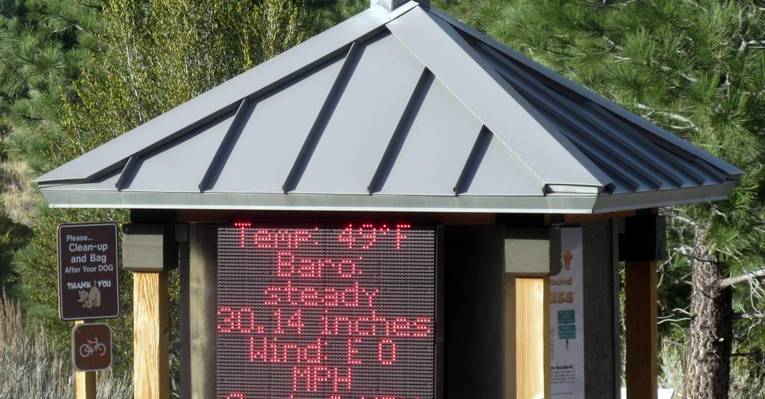 Please...
Clean-up
and Bag
After Your DOG
THANK YOU
Temp: 49°F
Baro:
steady
30.14 inches
Wind: E 0
MPH